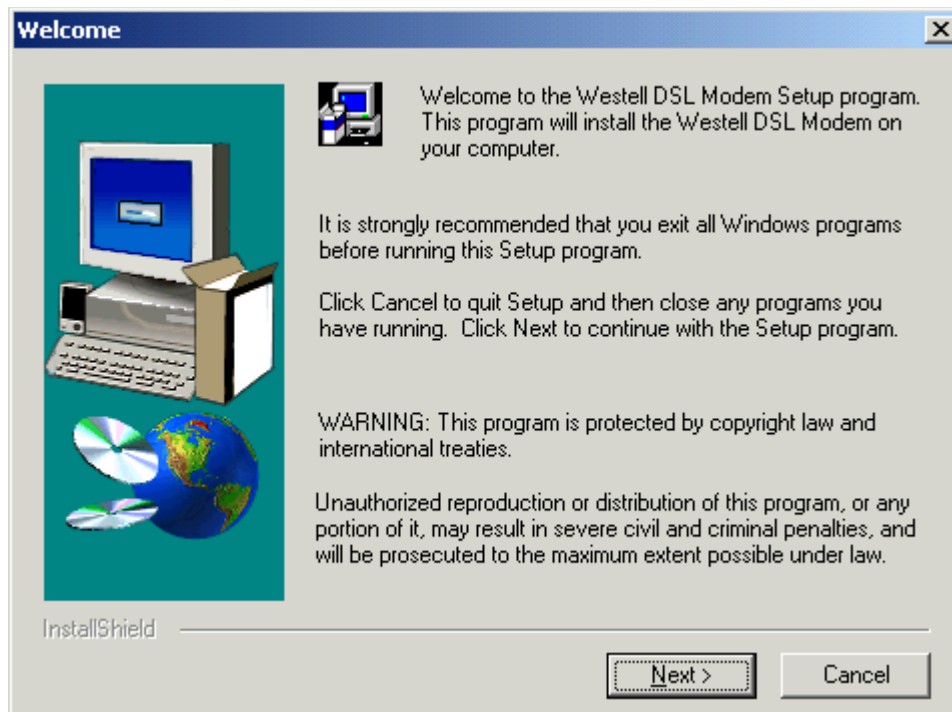 Welcome
Welcome to the Westell DSL Modem Setup program.
This program will install the Westell DSL Modem on
your computer.
It is strongly recommended that you exit all Windows programs
before running this Setup program.
Click Cancel to quit Setup and then close any programs you
have running.  Click Next to continue with the Setup program.
WARNING: This program is protected by copyright law and
international treaties.
Unauthorized reproduction or distribution of this program, or any
portion of it, may result in severe civil and criminal penalties, and
will be prosecuted to the maximum extent possible under law.
InstallShield
Next >
Cancel